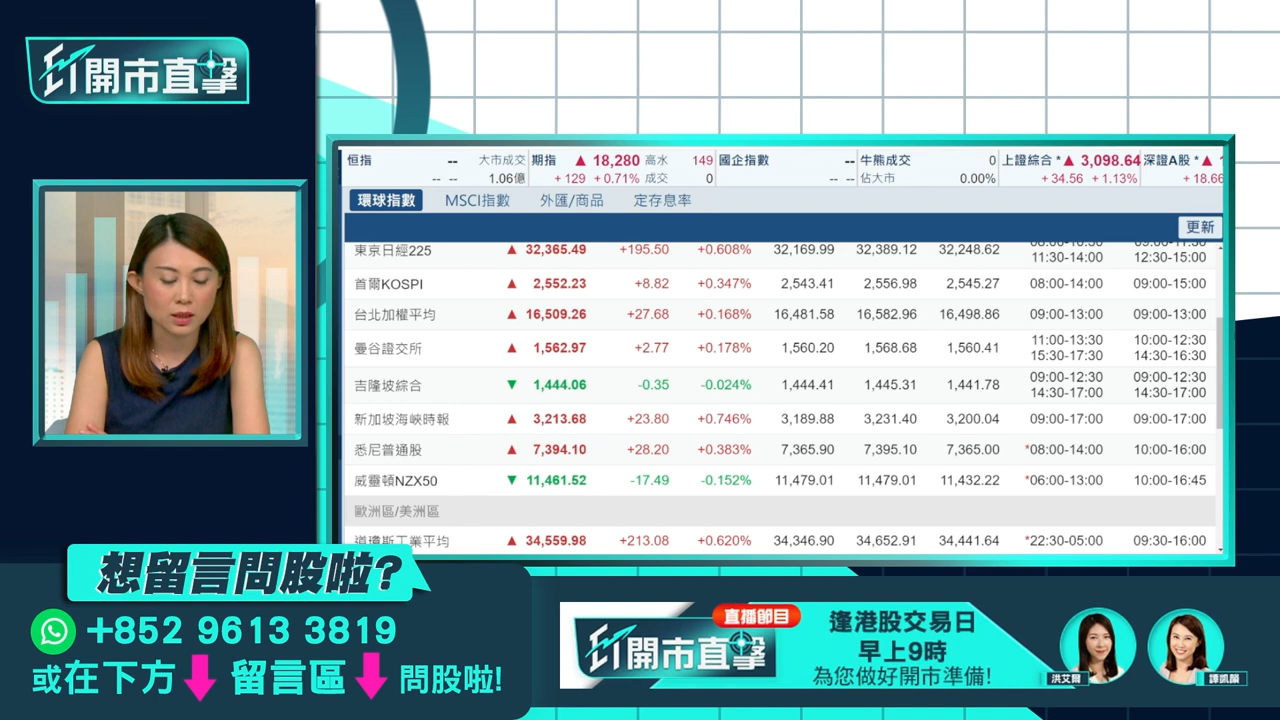 ET開市直擊
恒指 -- 大市成交 期指 ▲ 18,280 高水 149 國企指數 -- 牛熊成交 0 上證綜合 *▲ 3,098.64 深證A股 *▲
-- -- 1.06億 +129 +0.71% 成交 0 -- -- 佔大市 0.00% +34.56 +1.13% +18.66
環球指數 MSCI指數 外匯/商品 定存息率
更新
東京日經225 ▲ 32,365.49 +195.50 +0.608% 32,169.99 32,389.12 32,248.62 11:30-14:00 12:30-15:00
首爾KOSPI ▲ 2,552.23 +8.82 +0.347% 2,543.41 2,556.98 2,545.27 08:00-14:00 09:00-15:00
台北加權平均 ▲ 16,509.26 +27.68 +0.168% 16,481.58 16,582.96 16,498.86 09:00-13:00 09:00-13:00
曼谷證交所 ▲ 1,562.97 +2.77 +0.178% 1,560.20 1,568.68 1,560.41 11:00-13:30 10:00-12:30
15:30-17:30 14:30-16:30
吉隆坡綜合 ▼ 1,444.06 -0.35 -0.024% 1,444.41 1,445.31 1,441.78 09:00-12:30 09:00-12:30
14:30-17:00 14:30-17:00
新加坡海峽時報 ▲ 3,213.68 +23.80 +0.746% 3,189.88 3,231.40 3,200.04 09:00-17:00 09:00-17:00
悉尼普通股 ▲ 7,394.10 +28.20 +0.383% 7,365.90 7,395.10 7,365.00 *08:00-14:00 10:00-16:00
威靈頓NZX50 ▼ 11,461.52 -17.49 -0.152% 11,479.01 11,479.01 11,432.22 *06:00-13:00 10:00-16:45
歐洲區/美洲區
道瓊斯工業平均 ▲ 34,559.98 +213.08 +0.620% 34,346.90 34,652.91 34,441.64 *22:30-05:00 09:30-16:00
想留言問股啦?
+852 9613 3819
或在下方 留言區 問股啦!
直播節目
ET開市直擊
逢港股交易日
早上9時
為您做好開市準備!
洪艾爾 譚凱韻